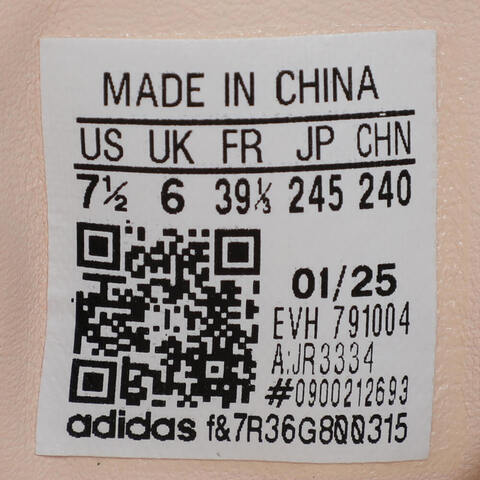 MADE IN CHINA
US UK FR JP CHN
7½ 6 39⅓ 245 240
01/25
EVH 791004
A:JR3334
#0900212693
adidas f&7R36G800315